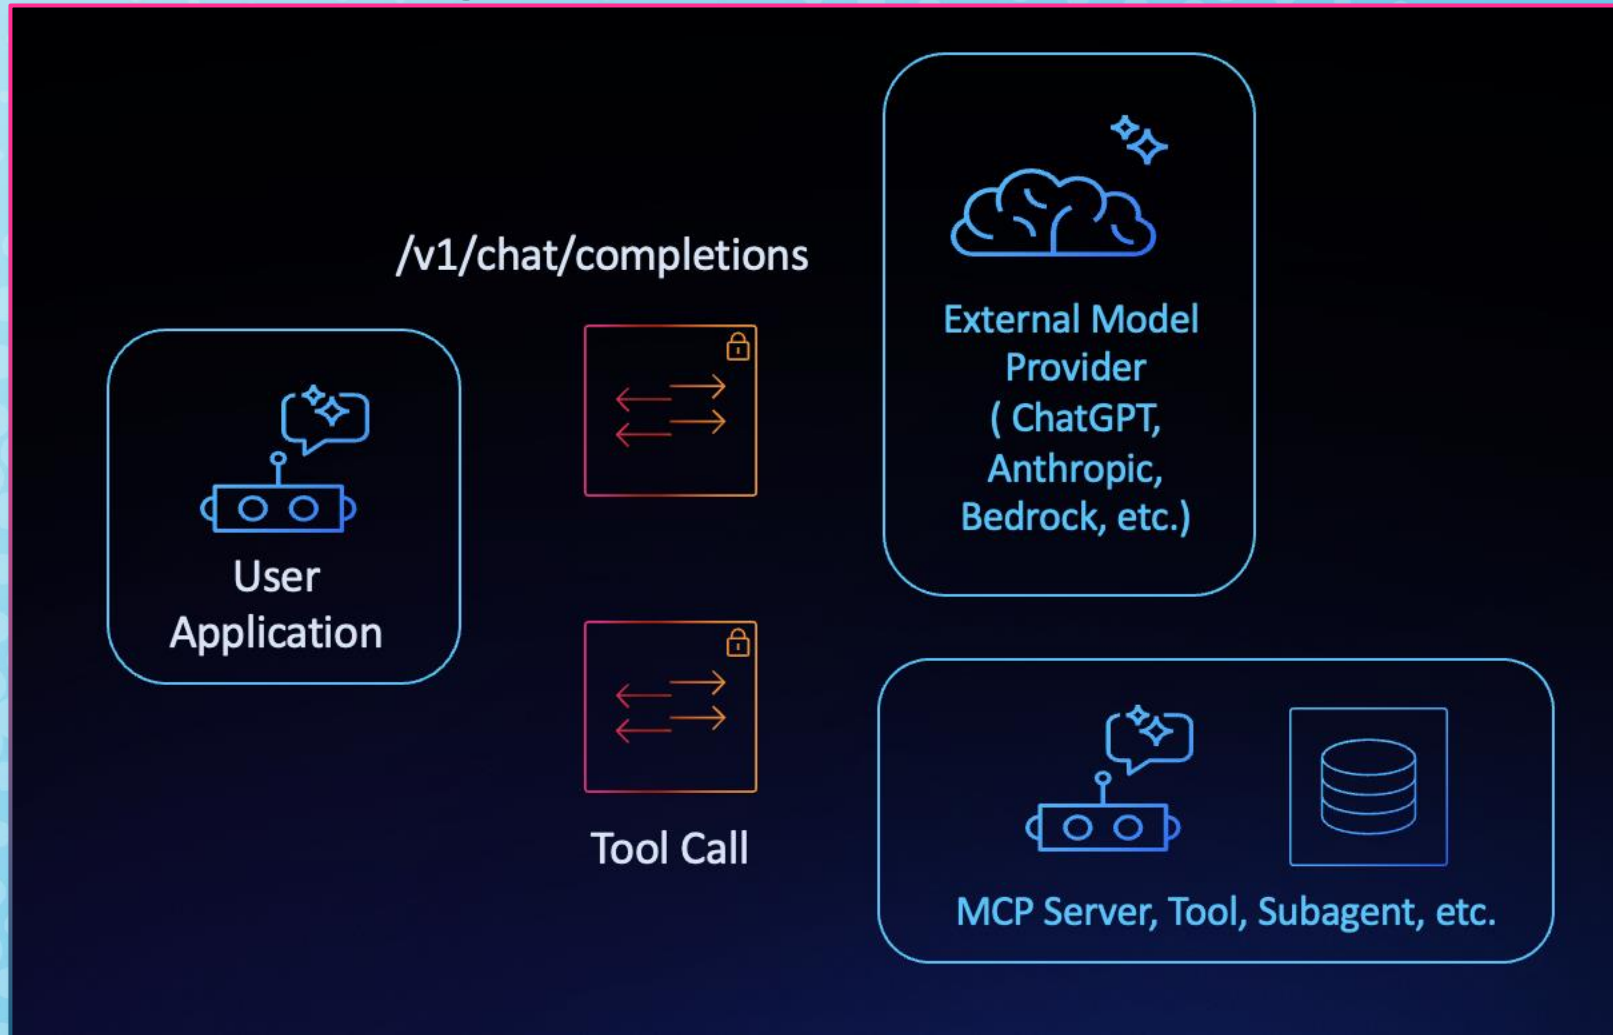 /v1/chat/completions
User
Application
Tool Call
External Model
Provider
( ChatGPT,
Anthropic,
Bedrock, etc.)
MCP Server, Tool, Subagent, etc.